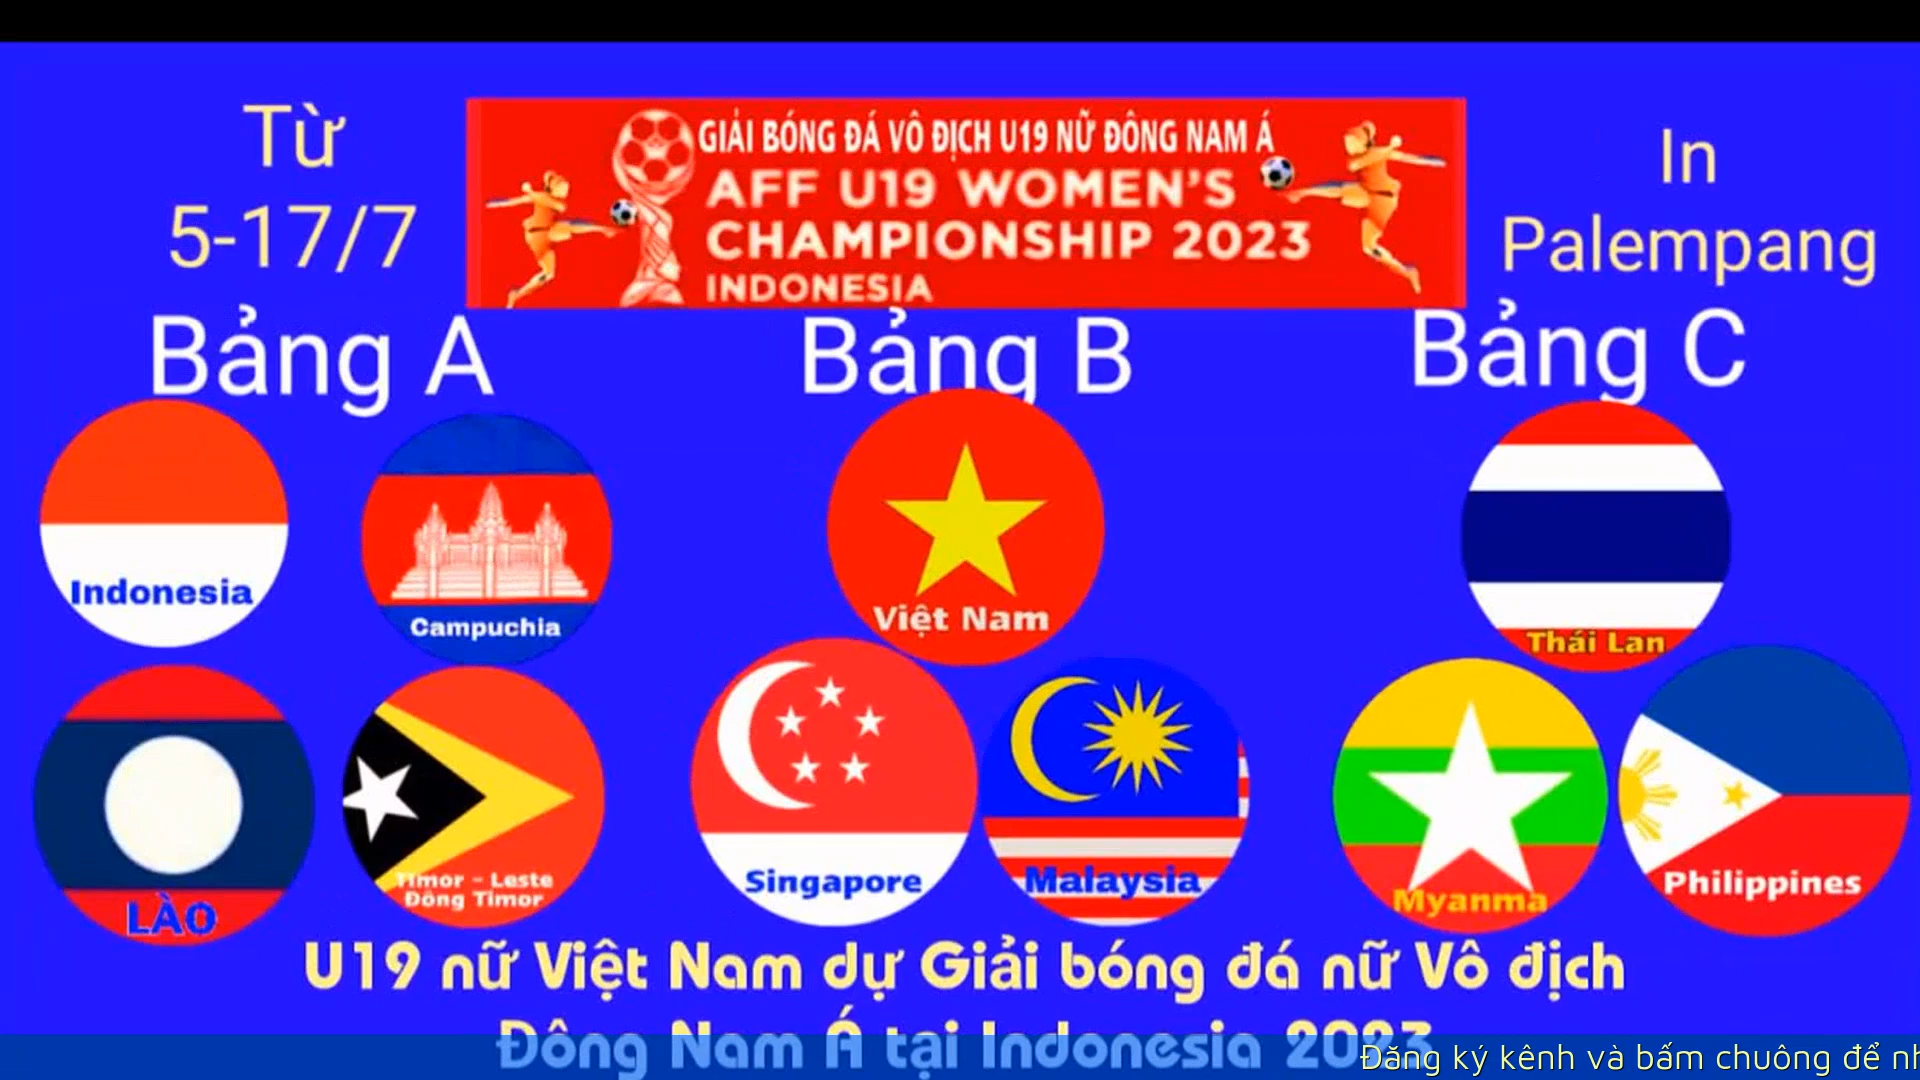 Từ
5-17/7
GIẢI BÓNG ĐÁ VÔ ĐỊCH U19 NỮ ĐÔNG NAM Á
AFF U19 WOMEN'S
CHAMPIONSHIP 2023
INDONESIA
In
Palempang
Bảng A
Bảng B
Bảng C
Indonesia
Campuchia
Việt Nam
Thái Lan
LÀO
Timor - Leste
Đông Timor
Singapore
Malaysia
Myanma
Philippines
U19 nữ Việt Nam dự Giải bóng đá nữ Vô địch
Đông Nam Á tại Indonesia 2023
Đăng ký kênh và bấm chuông để nh